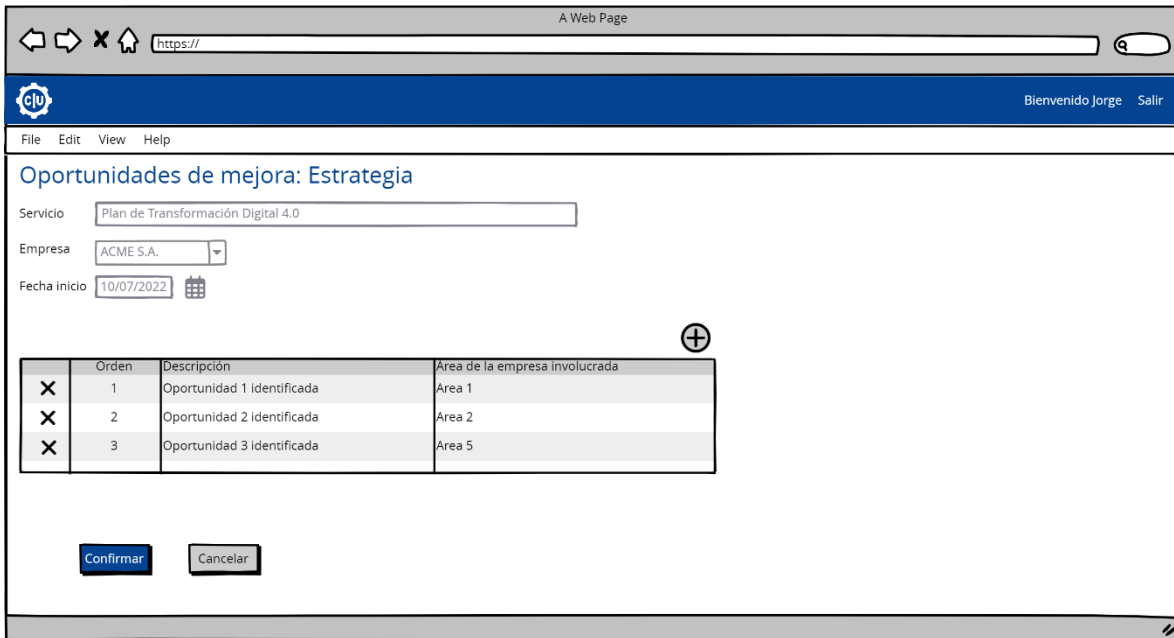 A Web Page
https://
C|U
Bienvenido Jorge Salir
File Edit View Help
Oportunidades de mejora: Estrategia
Servicio Plan de Transformación Digital 4.0
Empresa ACME S.A.
Fecha inicio 10/07/2022
Orden Descripción Area de la empresa involucrada
1 Oportunidad 1 identificada Area 1
2 Oportunidad 2 identificada Area 2
3 Oportunidad 3 identificada Area 5
Confirmar Cancelar